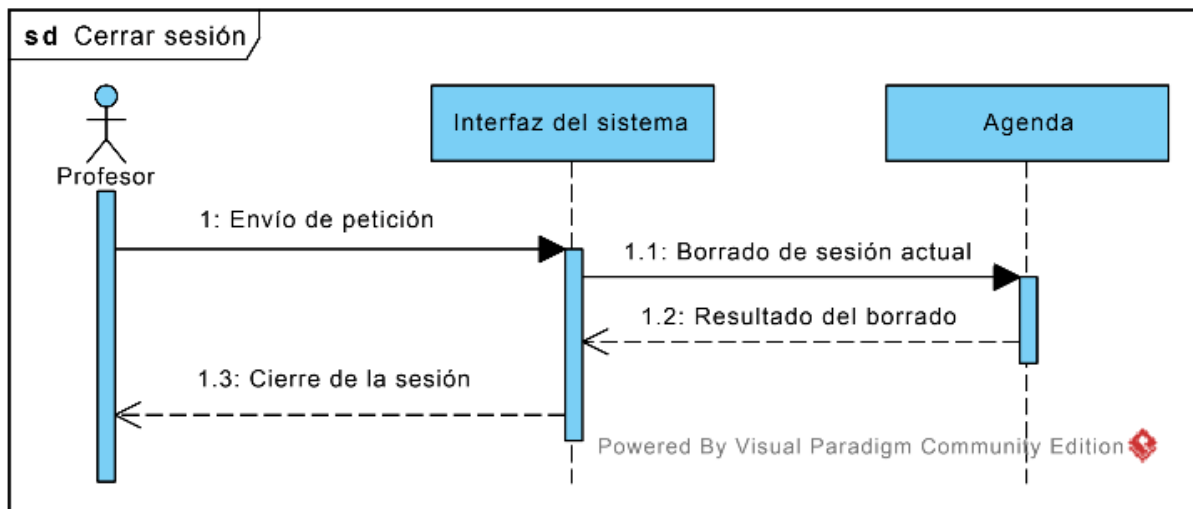 sd Cerrar sesión
Profesor
Interfaz del sistema
Agenda
1: Envío de petición
1.1: Borrado de sesión actual
1.2: Resultado del borrado
1.3: Cierre de la sesión
Powered By Visual Paradigm Community Edition